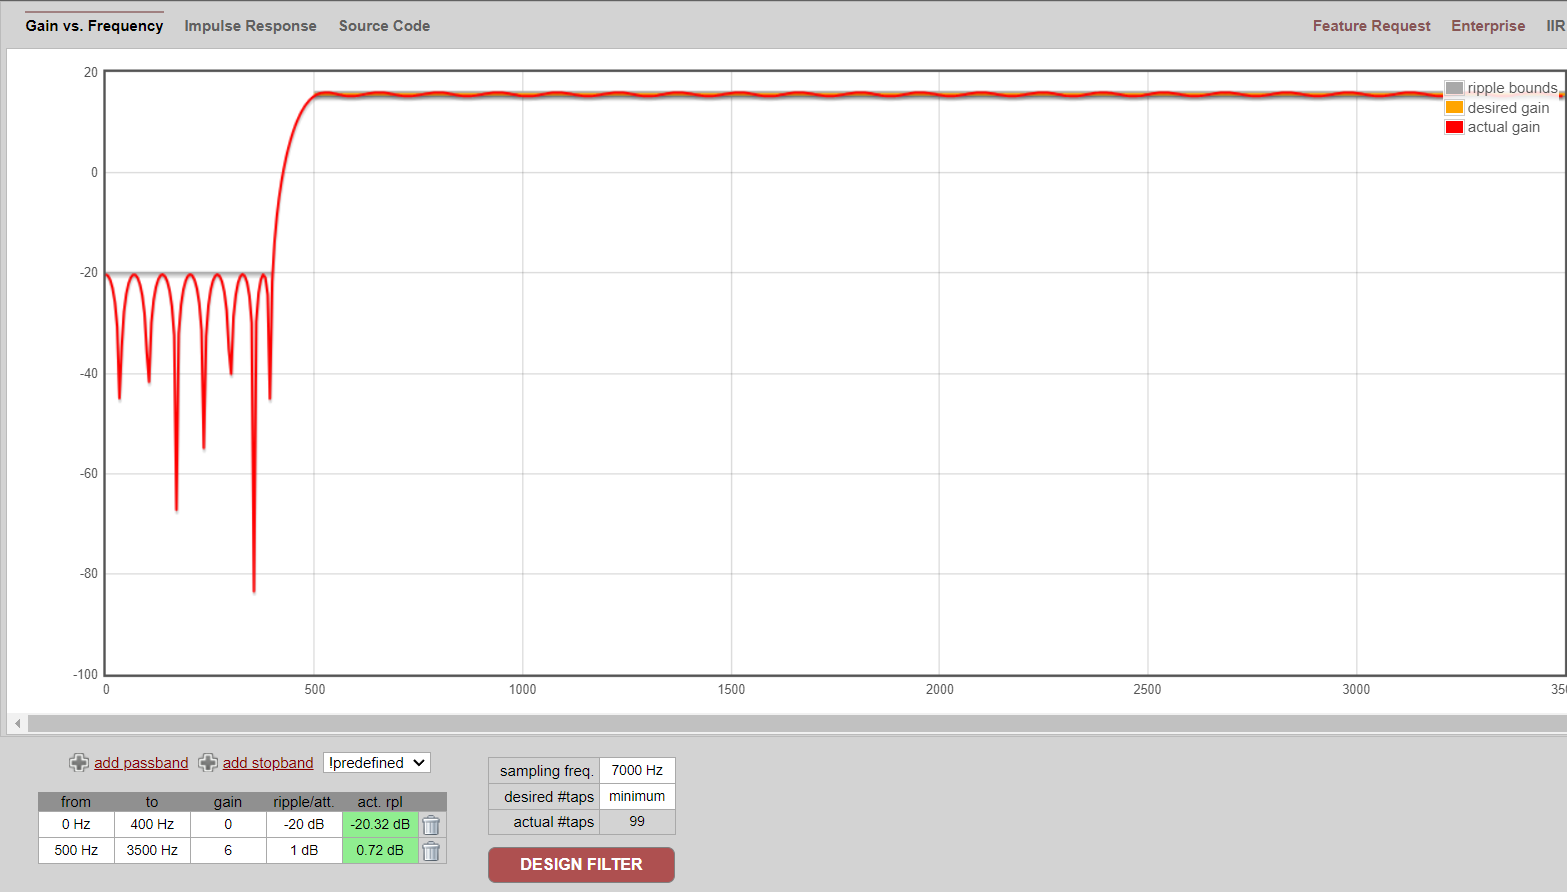 Gain vs. Frequency Impulse Response Source Code Feature Request Enterprise IIR
20
ripple bounds
desired gain
actual gain
0
-20
-40
-60
-80
-100
0 500 1000 1500 2000 2500 3000 350
add passband add stopband !predefined
from to gain ripple/att. act. rpl
0 Hz 400 Hz 0 -20 dB -20.32 dB
500 Hz 3500 Hz 6 1 dB 0.72 dB
sampling freq. 7000 Hz
desired #taps minimum
actual #taps 99
DESIGN FILTER